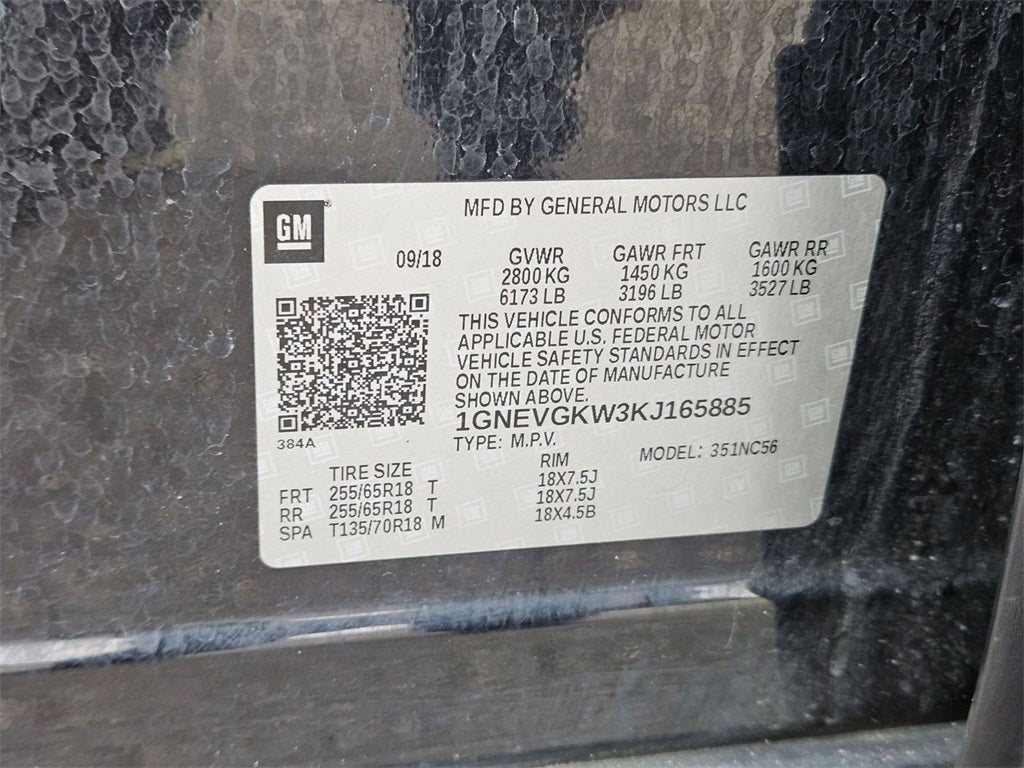 GM
MFD BY GENERAL MOTORS LLC
09/18 GVWR GAWR FRT GAWR RR
2800 KG 1450 KG 1600 KG
6173 LB 3196 LB 3527 LB
THIS VEHICLE CONFORMS TO ALL
APPLICABLE U.S. FEDERAL MOTOR
VEHICLE SAFETY STANDARDS IN EFFECT
ON THE DATE OF MANUFACTURE
SHOWN ABOVE.
1GNEVGKW3KJ165885
384A
TYPE: M.P.V. MODEL: 351NC56
TIRE SIZE RIM
FRT 255/65R18 T 18X7.5J
RR 255/65R18 T 18X7.5J
SPA T135/70R18 M 18X4.5B